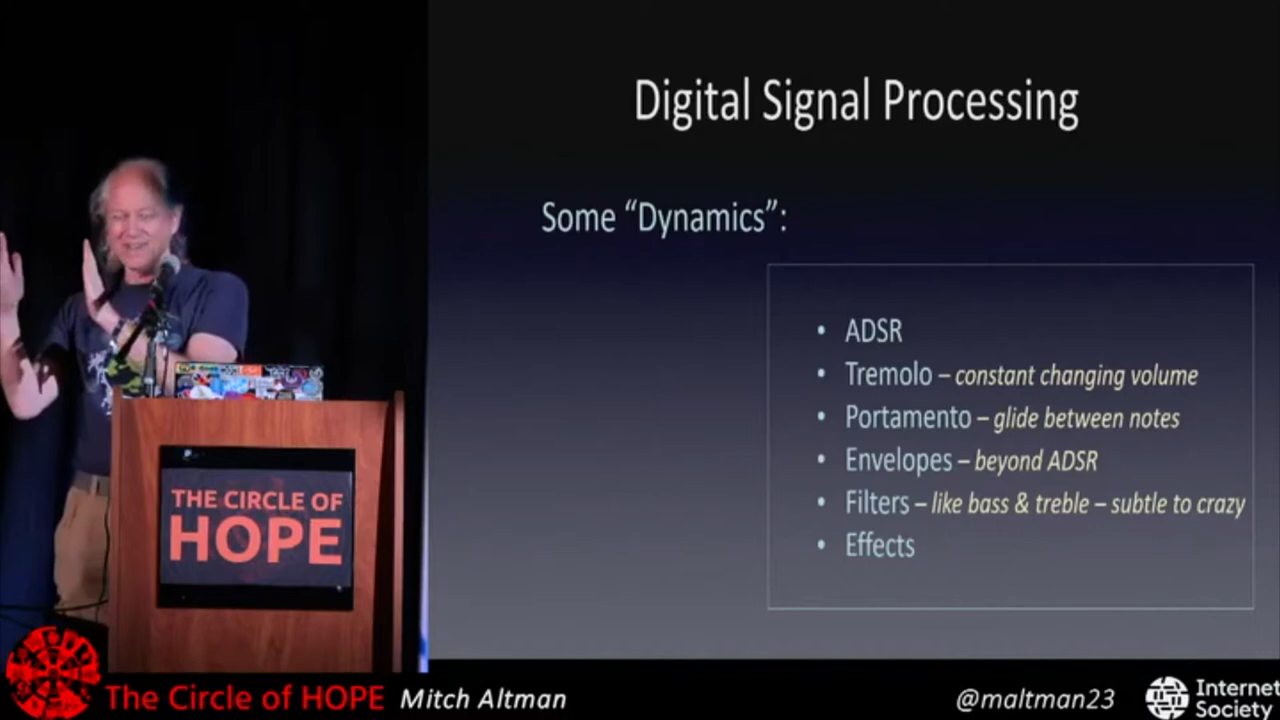 Digital Signal Processing
Some “Dynamics”:
• ADSR
• Tremolo – constant changing volume
• Portamento – glide between notes
• Envelopes – beyond ADSR
• Filters – like bass & treble – subtle to crazy
• Effects
THE CIRCLE OF
HOPE
The Circle of HOPE Mitch Altman @maltman23 Internet
Society